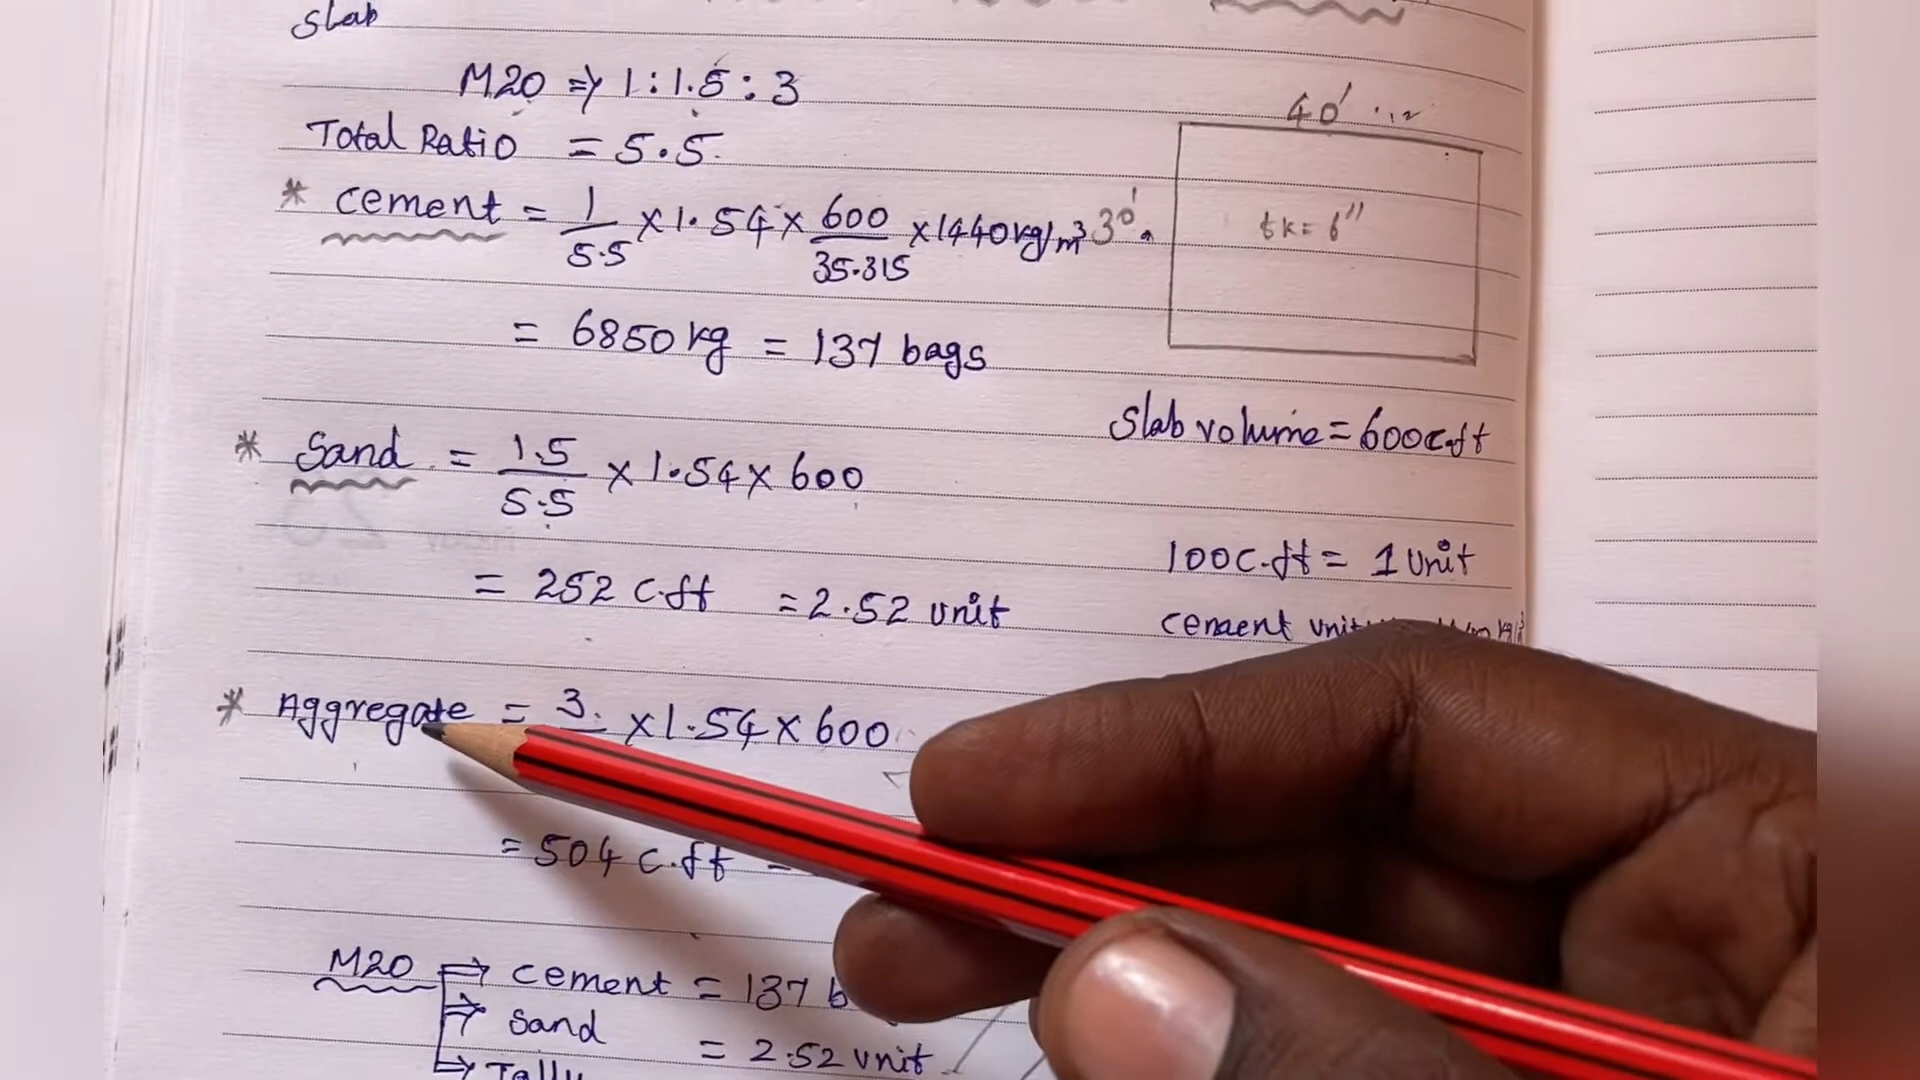 Slab
M20 => 1:1.5:3
Total Ratio = 5.5
* cement = 1/5.5 x 1.54 x 600/35.315 x 1440 kg/m³
= 6850 kg = 137 bags
40'
30'
tk = 6"
Slab volume = 600 c.ft
* Sand = 1.5/5.5 x 1.54 x 600
= 252 C.ft = 2.52 unit
100 C.ft = 1 Unit
cement
* Aggregate = 3 x 1.54 x 600
= 504 C.ft =
M20 => cement = 137 b
=> Sand = 2.52 unit
=> Jally